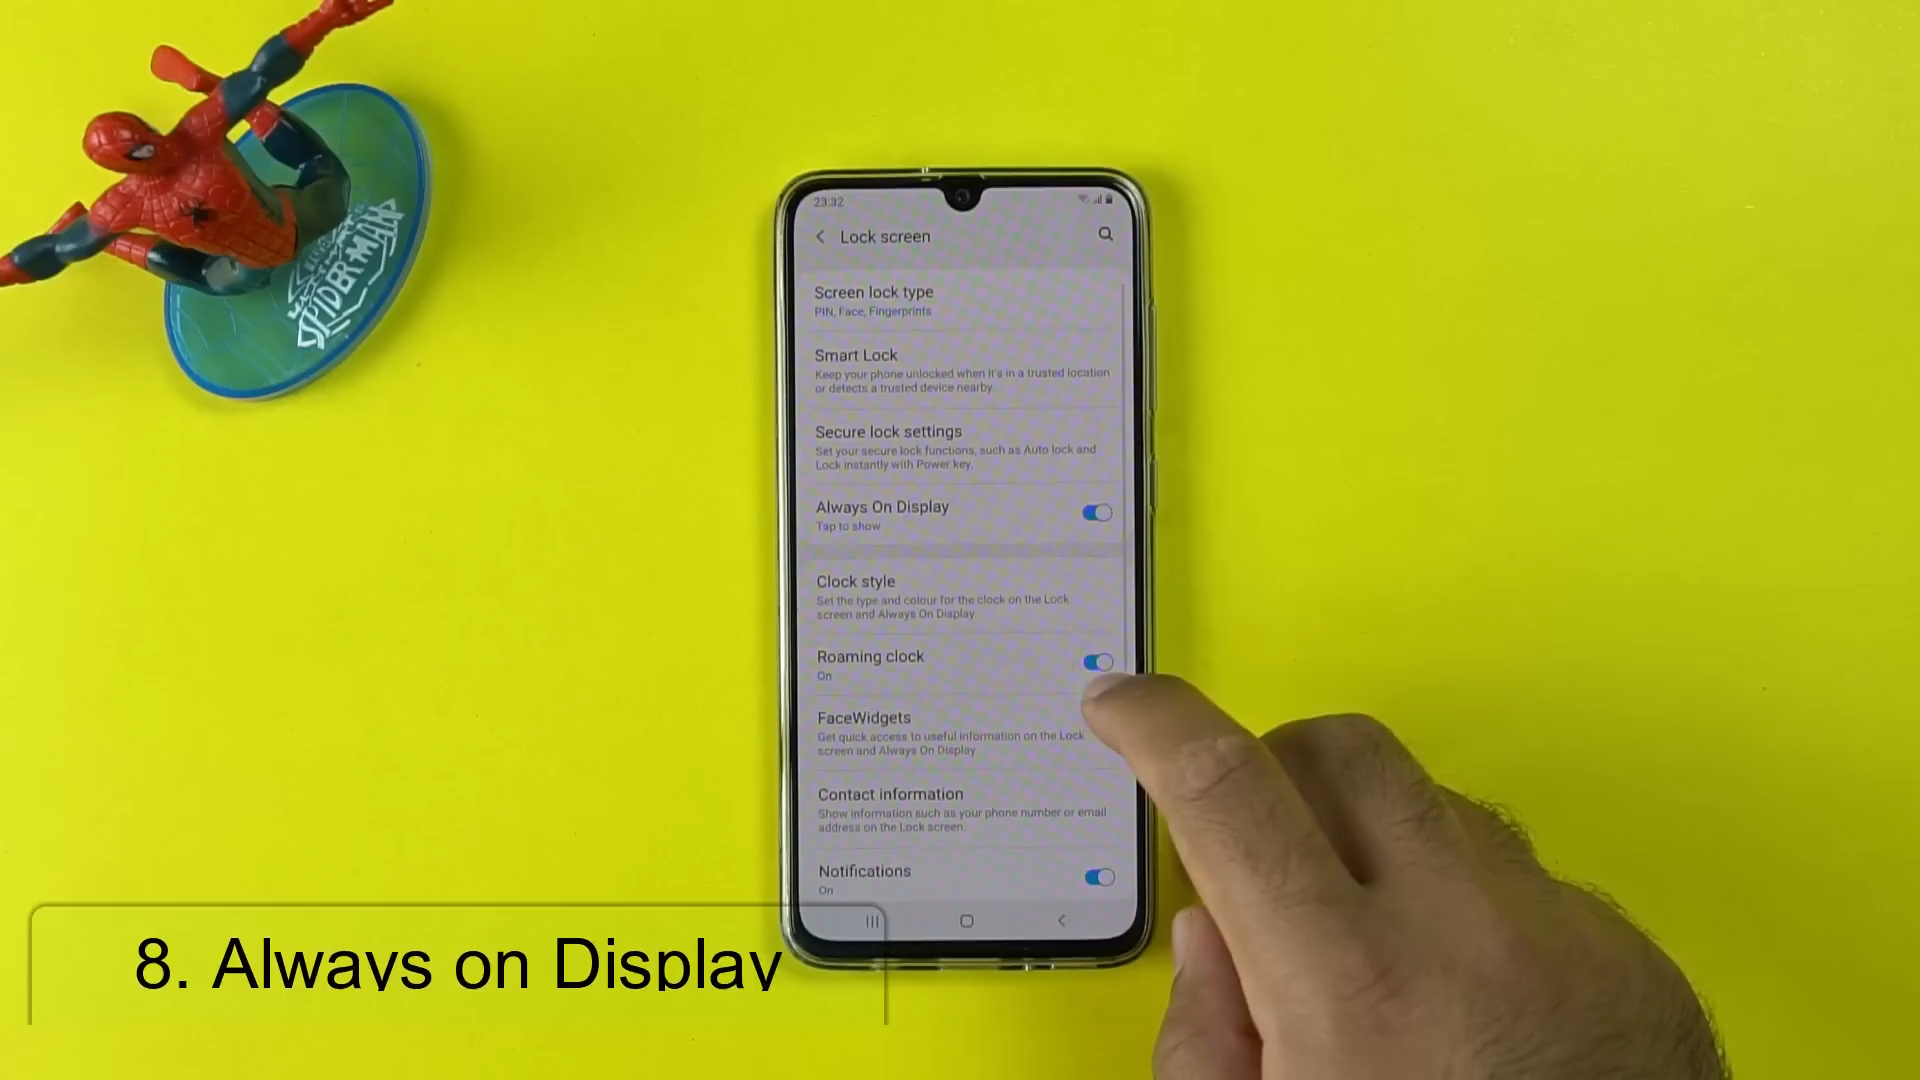 SPIDER-MAN
23:32
Lock screen
Screen lock type
PIN, Face, Fingerprints
Smart Lock
Keep your phone unlocked when it's in a trusted location
or detects a trusted device nearby.
Secure lock settings
Set your secure lock functions, such as Auto lock and
Lock instantly with Power key.
Always On Display
Tap to show
Clock style
Set the type and colour for the clock on the Lock
screen and Always On Display
Roaming clock
On
FaceWidgets
Get quick access to useful information on the Lock
screen and Always On Display
Contact information
Show information such as your phone number or email
address on the Lock screen.
Notifications
On
8. Always on Display